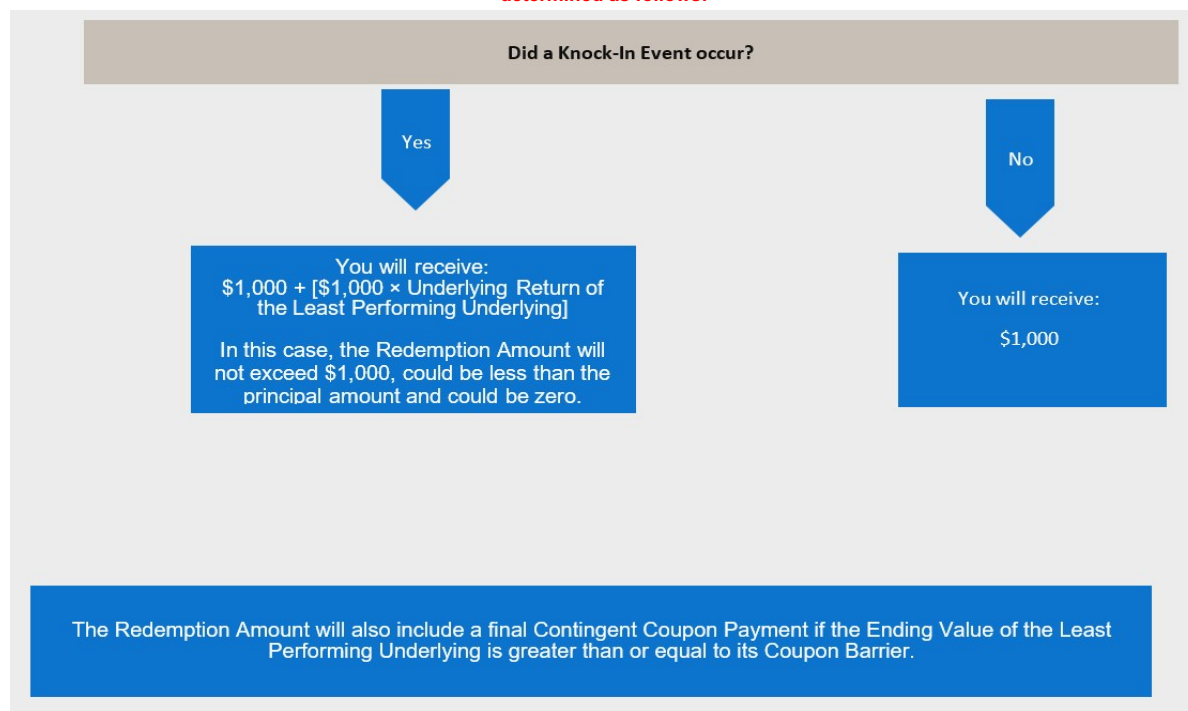 determined as follows:
Did a Knock-In Event occur?
Yes
No
You will receive:
$1,000 + [$1,000 × Underlying Return of
the Least Performing Underlying]
In this case, the Redemption Amount will
not exceed $1,000, could be less than the
principal amount and could be zero.
You will receive:
$1,000
The Redemption Amount will also include a final Contingent Coupon Payment if the Ending Value of the Least
Performing Underlying is greater than or equal to its Coupon Barrier.